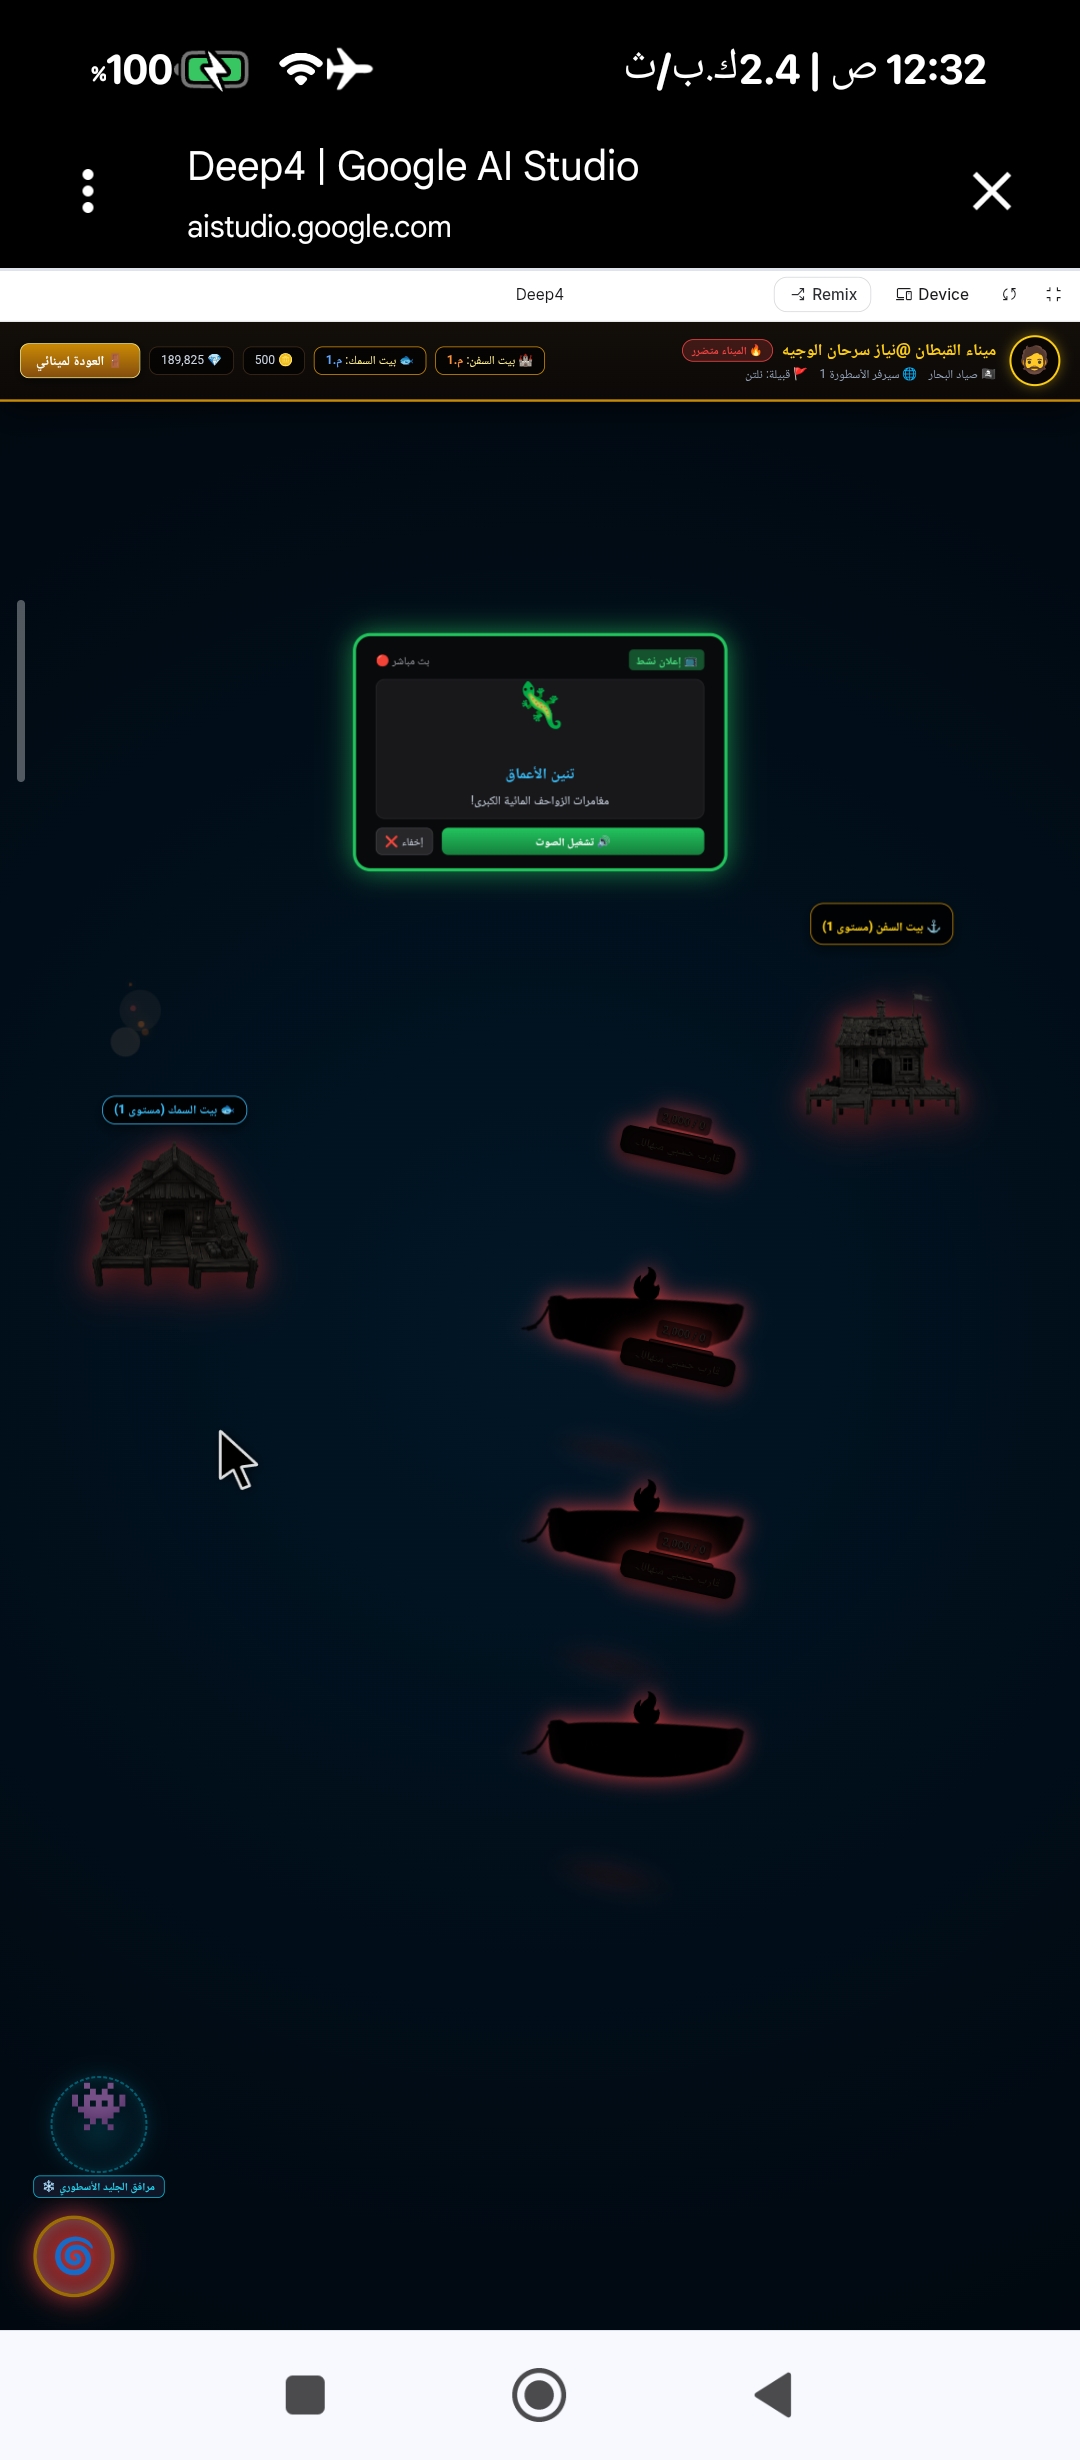 12:32 ص | 2.4ك.ب/ث
%100
Deep4 | Google AI Studio
aistudio.google.com
Deep4
Remix
Device
ميناء القبطان @نياز سرحان الوجيه
الميناء متضرر
صياد البحار
سيرفر الأسطورة 1
قبيلة: نلتن
بيت السفن: م.1
بيت السمك: م.1
500
189,825
العودة لمينائي
إعلان نشط
بث مباشر
تنين الأعماق
مغامرات الزواحف المائية الكبرى!
تشغيل الصوت
إخفاء
بيت السفن (مستوى 1)
بيت السمك (مستوى 1)
مرافق الجليد الأسطوري